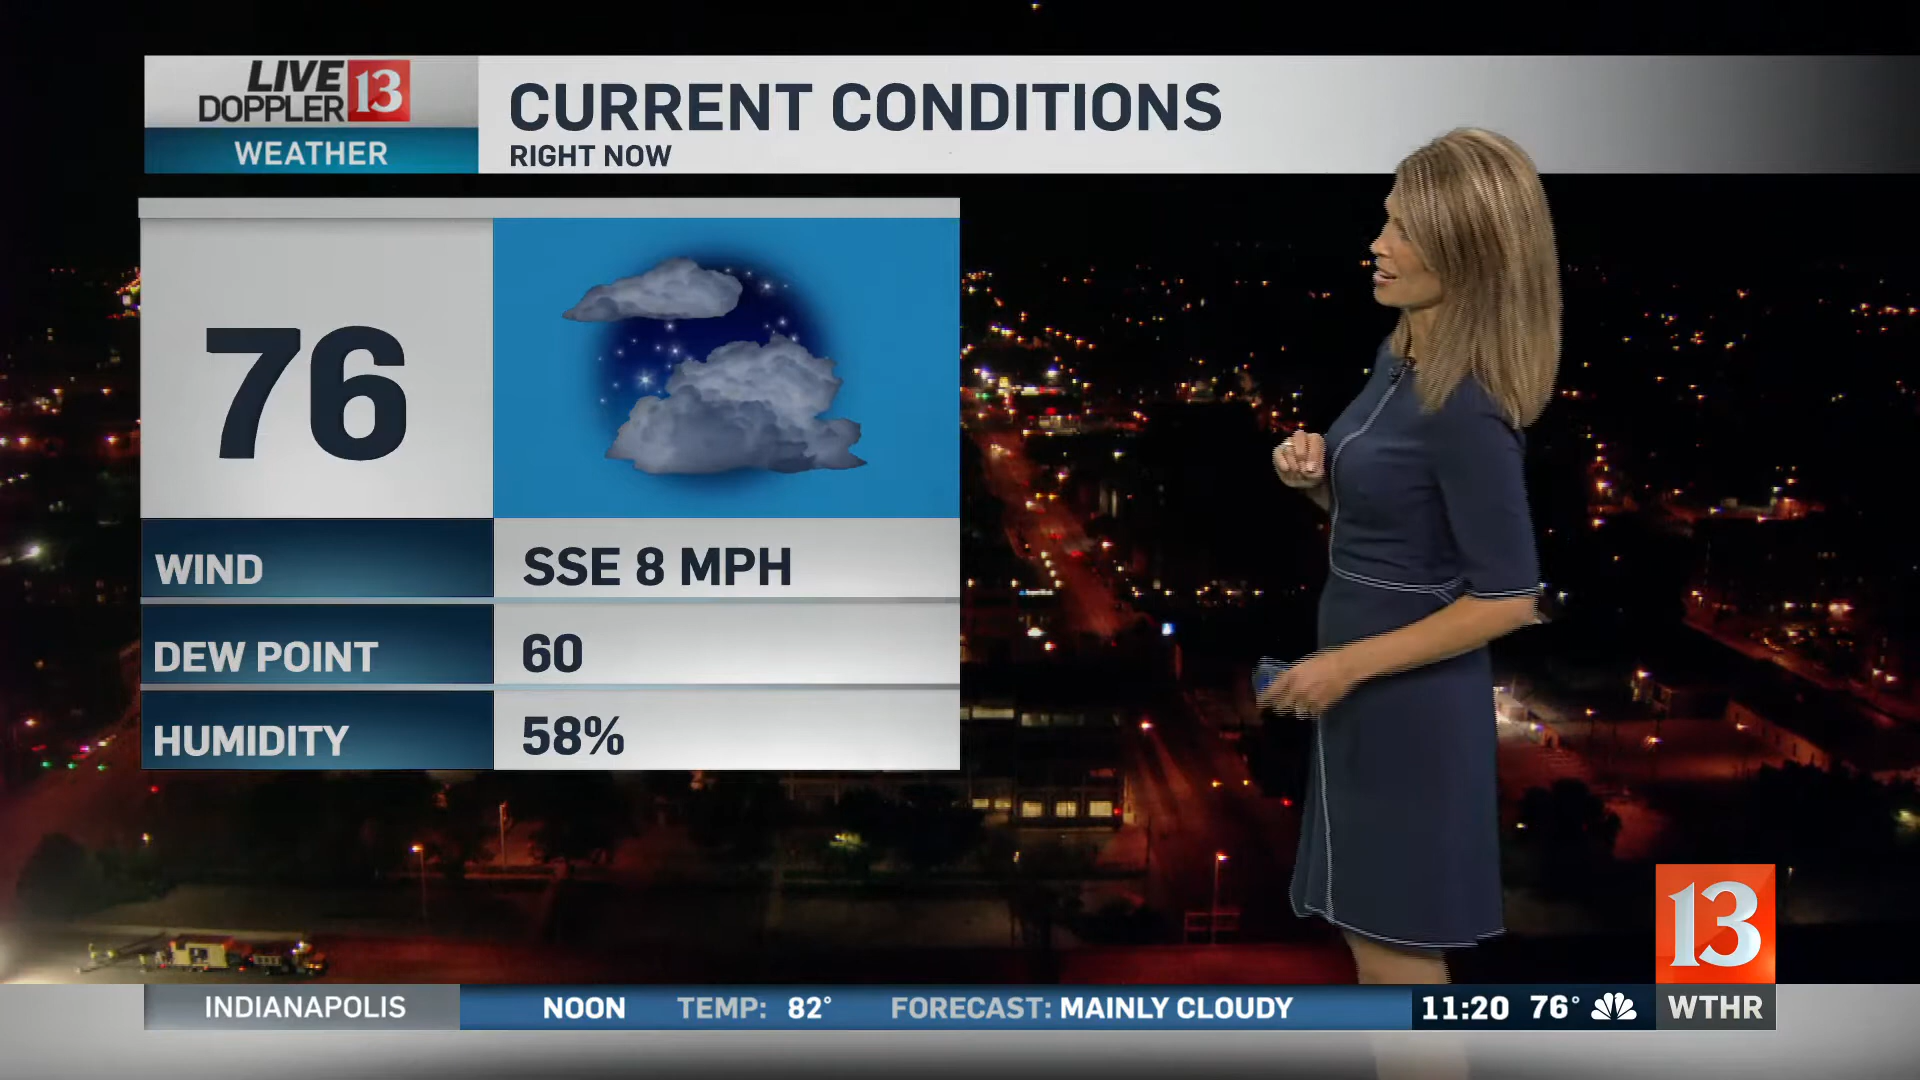 LIVE
DOPPLER 13
WEATHER
CURRENT CONDITIONS
RIGHT NOW
76
WIND SSE 8 MPH
DEW POINT 60
HUMIDITY 58%
13
INDIANAPOLIS NOON TEMP: 82° FORECAST: MAINLY CLOUDY 11:20 76° WTHR